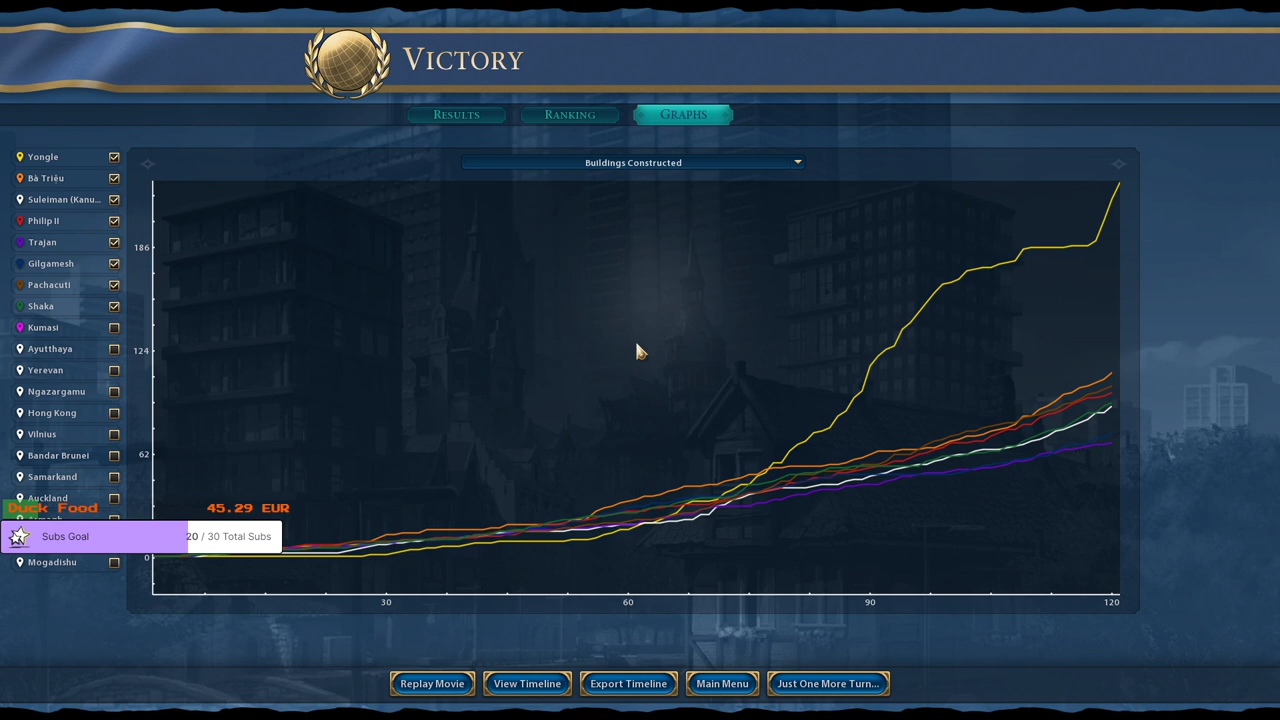 Victory
Results
Ranking
Graphs
Buildings Constructed
Yongle
Bà Triệu
Suleiman (Kanu...
Philip II
Trajan
Gilgamesh
Pachacuti
Shaka
Kumasi
Ayutthaya
Yerevan
Ngazargamu
Hong Kong
Vilnius
Bandar Brunei
Samarkand
Auckland
Duck Food 45.29 EUR
Subs Goal 20 / 30 Total Subs
Mogadishu
186
124
62
0
30
60
90
120
Replay Movie
View Timeline
Export Timeline
Main Menu
Just One More Turn...